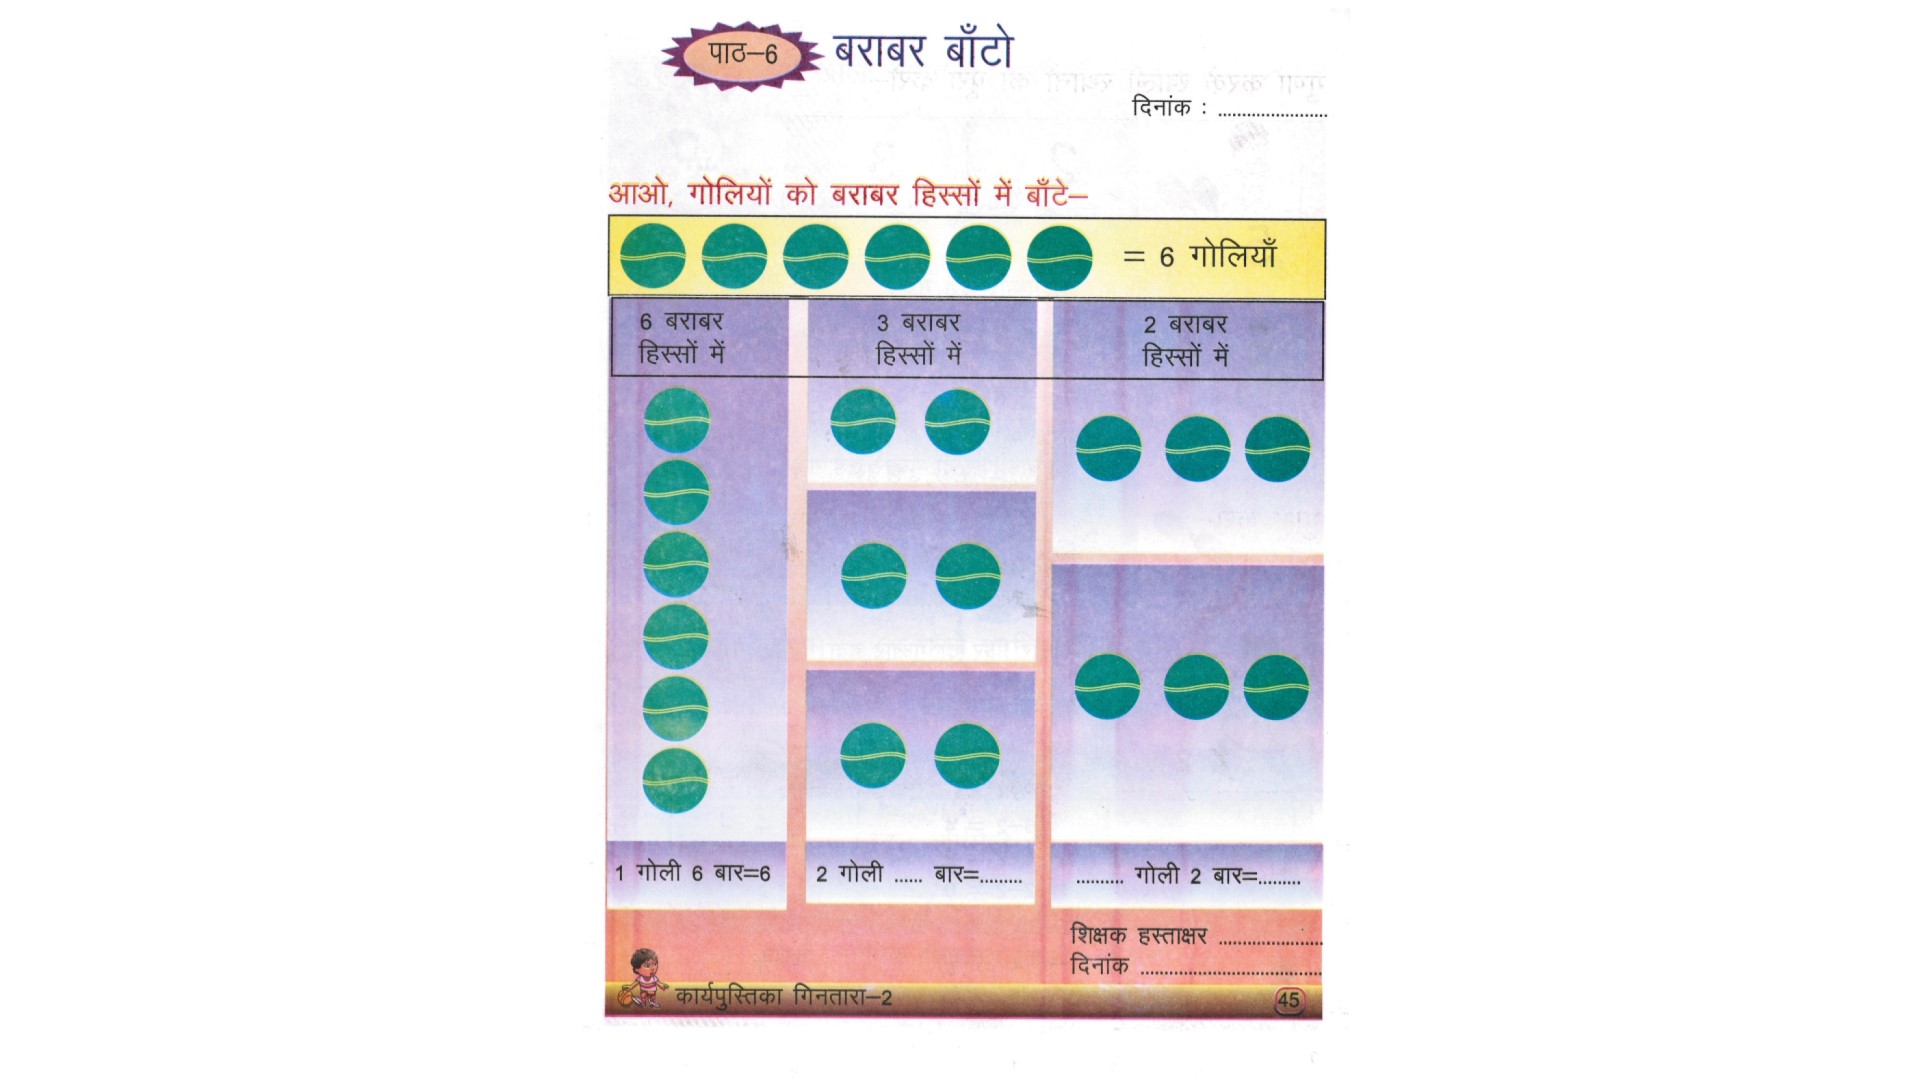 पाठ–6 बराबर बाँटो
दिनांक : ........................
आओ, गोलियों को बराबर हिस्सों में बाँटे–
= 6 गोलियाँ
6 बराबर
हिस्सों में
3 बराबर
हिस्सों में
2 बराबर
हिस्सों में
1 गोली 6 बार=6
2 गोली ...... बार=.........
.......... गोली 2 बार=.........
शिक्षक हस्ताक्षर ......................
दिनांक ......................................
कार्यपुस्तिका गिनतारा–2
45